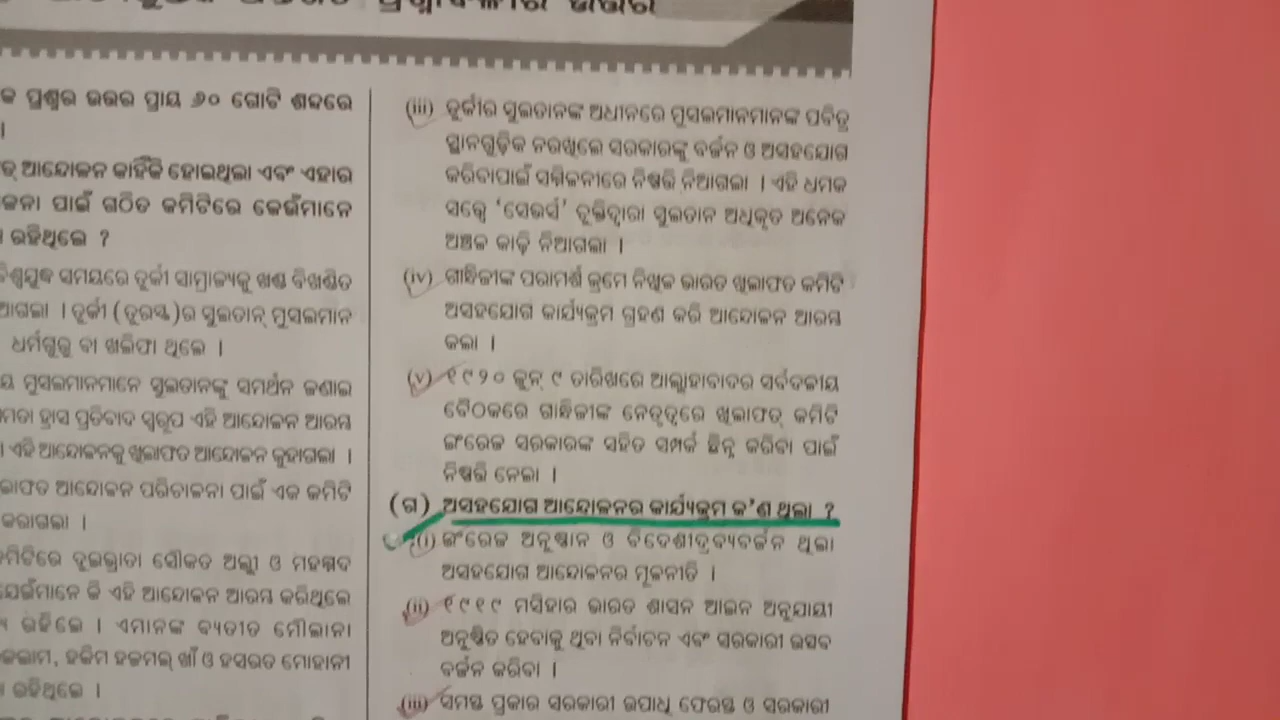 କ ପ୍ରଶ୍ନର ଉତ୍ତର ପ୍ରାୟ ୬୦ ଗୋଟି ଶବ୍ଦରେ
।
ଆନ୍ଦୋଳନ କାହିଁକି ହୋଇଥିଲା ଏବଂ ଏହାର
ପାଇଁ ଗଠିତ କମିଟିରେ କେଉଁମାନେ
ରହିଥିଲେ ?
ବିଶ୍ୱଯୁଦ୍ଧ ସମୟରେ ତୁର୍କୀ ସାମ୍ରାଜ୍ୟକୁ ଖଣ୍ଡ ବିଖଣ୍ଡିତ
। ତୁର୍କୀ (ତୁରସ୍କ)ର ସୁଲତାନ୍ ମୁସଲମାନ
ଧର୍ମଗୁରୁ ବା ଖଲିଫା ଥିଲେ ।
ମୁସଲମାନମାନେ ସୁଲତାନଙ୍କୁ ସମର୍ଥନ ଜଣାଇ
ହ୍ରାସ ପ୍ରତିବାଦ ସ୍ୱରୂପ ଏହି ଆନ୍ଦୋଳନ ଆରମ୍ଭ
ଏହି ଆନ୍ଦୋଳନକୁ ଖିଲାଫତ ଆନ୍ଦୋଳନ କୁହାଗଲା ।
ଆନ୍ଦୋଳନ ପରିଚାଳନା ପାଇଁ ଏକ କମିଟି
କରାଗଲା ।
କମିଟିରେ ଦୁଇଭ୍ରାତା ସୌକତ ଅଲ୍ଲୀ ଓ ମହମ୍ମଦ
ଯେଉଁମାନେ କି ଏହି ଆନ୍ଦୋଳନ ଆରମ୍ଭ କରିଥିଲେ
ରହିଲେ । ଏମାନଙ୍କ ବ୍ୟତୀତ ମୌଲାନା
ହକିମ ହଜମଲ୍ ଖାଁ ଓ ହସରତ ମୋହାନୀ
ରହିଥିଲେ ।
(iii) ତୁର୍କୀର ସୁଲତାନଙ୍କ ଅଧୀନରେ ମୁସଲମାନମାନଙ୍କ ପବିତ୍ର
ସ୍ଥାନଗୁଡ଼ିକ ନରଖିଲେ ସରକାରଙ୍କୁ ବର୍ଜନ ଓ ଅସହଯୋଗ
କରିବାପାଇଁ ସମ୍ମିଳନୀରେ ନିଷ୍ପତ୍ତି ନିଆଗଲା । ଏହି ଧମକ
ସତ୍ତ୍ୱେ ‘ସେଭର୍ସ’ ଚୁକ୍ତିଦ୍ୱାରା ସୁଲତାନ ଅଧିକୃତ ଅନେକ
ଅଞ୍ଚଳ କାଢ଼ି ନିଆଗଲା ।
(iv) ଗାନ୍ଧିଜୀଙ୍କ ପରାମର୍ଶ କ୍ରମେ ନିଖିଳ ଭାରତ ଖିଲାଫତ କମିଟି
ଅସହଯୋଗ କାର୍ଯ୍ୟକ୍ରମ ଗ୍ରହଣ କରି ଆନ୍ଦୋଳନ ଆରମ୍ଭ
କଲା ।
(v) ୧୯୨୦ ଜୁନ୍ ୯ ତାରିଖରେ ଆଲ୍ଲାହାବାଦର ସର୍ବଦଳୀୟ
ବୈଠକରେ ଗାନ୍ଧିଜୀଙ୍କ ନେତୃତ୍ୱରେ ଖିଲାଫତ୍ କମିଟି
ଇଂରେଜ ସରକାରଙ୍କ ସହିତ ସମ୍ପର୍କ ଛିନ୍ନ କରିବା ପାଇଁ
ନିଷ୍ପତ୍ତି ନେଲା ।
(ଗ) ଅସହଯୋଗ ଆନ୍ଦୋଳନର କାର୍ଯ୍ୟକ୍ରମ କ'ଣ ଥିଲା ?
(i) ଇଂରେଜ ଅନୁଷ୍ଠାନ ଓ ବିଦେଶୀଦ୍ରବ୍ୟବର୍ଜନ ଥିଲା
ଅସହଯୋଗ ଆନ୍ଦୋଳନର ମୂଳନୀତି ।
(ii) ୧୯୧୯ ମସିହାର ଭାରତ ଶାସନ ଆଇନ ଅନୁଯାୟୀ
ଅନୁଷ୍ଠିତ ହେବାକୁ ଥିବା ନିର୍ବାଚନ ଏବଂ ସରକାରୀ ଉତ୍ସବ
ବର୍ଜନ କରିବା ।
(iii) ସମସ୍ତ ପ୍ରକାର ସରକାରୀ ଉପାଧି ଫେରସ୍ତ ଓ ସରକାରୀ